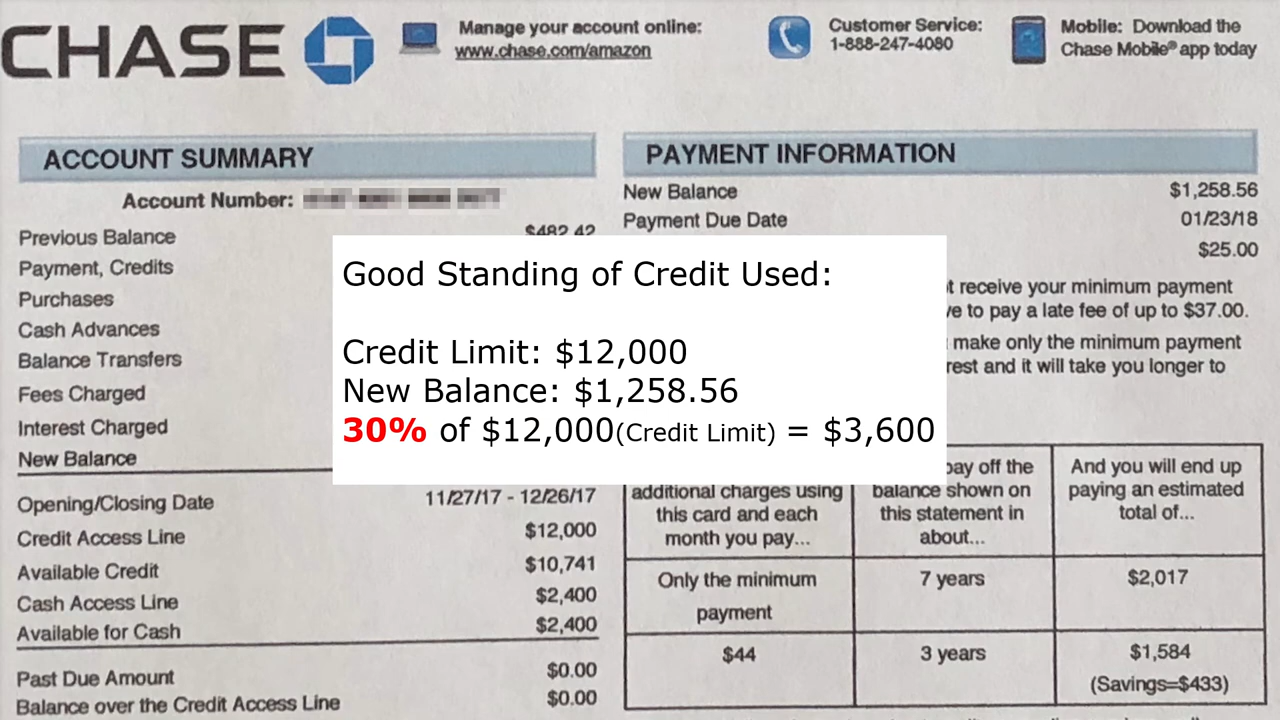 CHASE
Manage your account online:
www.chase.com/amazon
Customer Service:
1-888-247-4080
Mobile: Download the
Chase Mobile® app today
ACCOUNT SUMMARY
Account Number:
Previous Balance $482.42
Payment, Credits
Purchases
Cash Advances
Balance Transfers
Fees Charged
Interest Charged
New Balance
Opening/Closing Date 11/27/17 - 12/26/17
Credit Access Line $12,000
Available Credit $10,741
Cash Access Line $2,400
Available for Cash $2,400
Past Due Amount $0.00
Balance over the Credit Access Line $0.00
PAYMENT INFORMATION
New Balance $1,258.56
Payment Due Date 01/23/18
$25.00
receive your minimum payment
to pay a late fee of up to $37.00.
make only the minimum payment
and it will take you longer to
Good Standing of Credit Used:
Credit Limit: $12,000
New Balance: $1,258.56
30% of $12,000(Credit Limit) = $3,600
additional charges using
this card and each
month you pay...
off the
balance shown on
this statement in
about...
And you will end up
paying an estimated
total of...
Only the minimum
payment
7 years
$2,017
$44
3 years
$1,584
(Savings=$433)